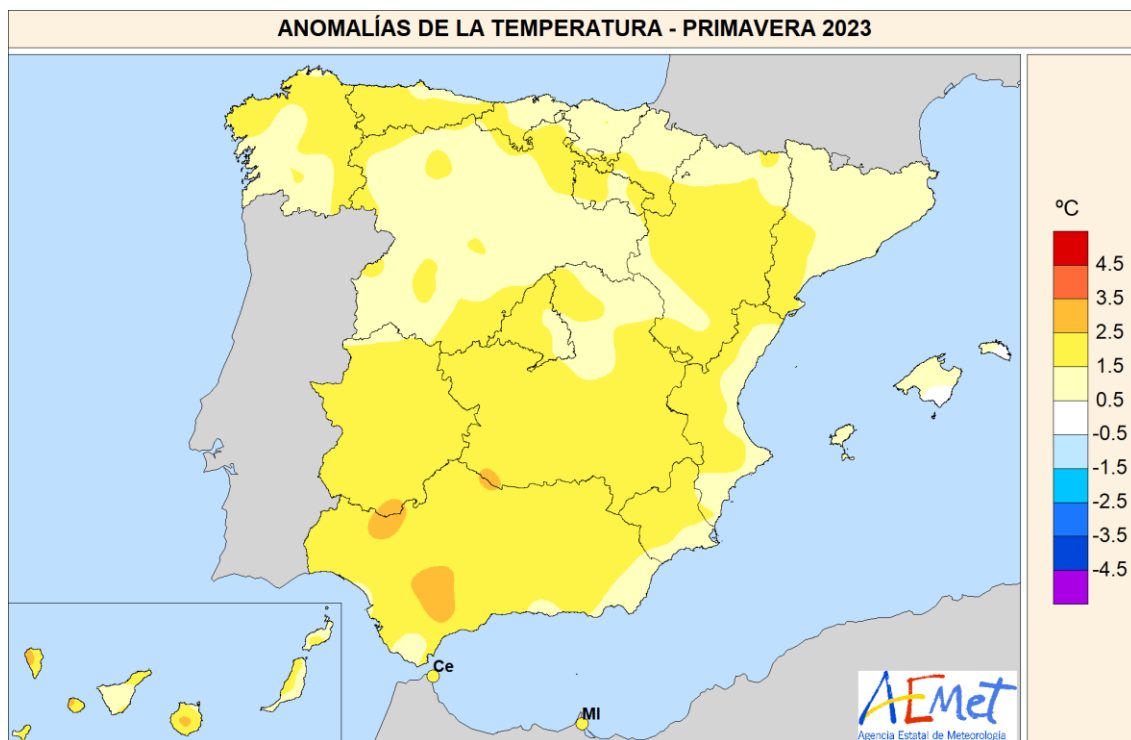 ANOMALÍAS DE LA TEMPERATURA - PRIMAVERA 2023
ºC
4.5
3.5
2.5
1.5
0.5
-0.5
-1.5
-2.5
-3.5
-4.5
Ce
Ml
AEMet
Agencia Estatal de Meteorología